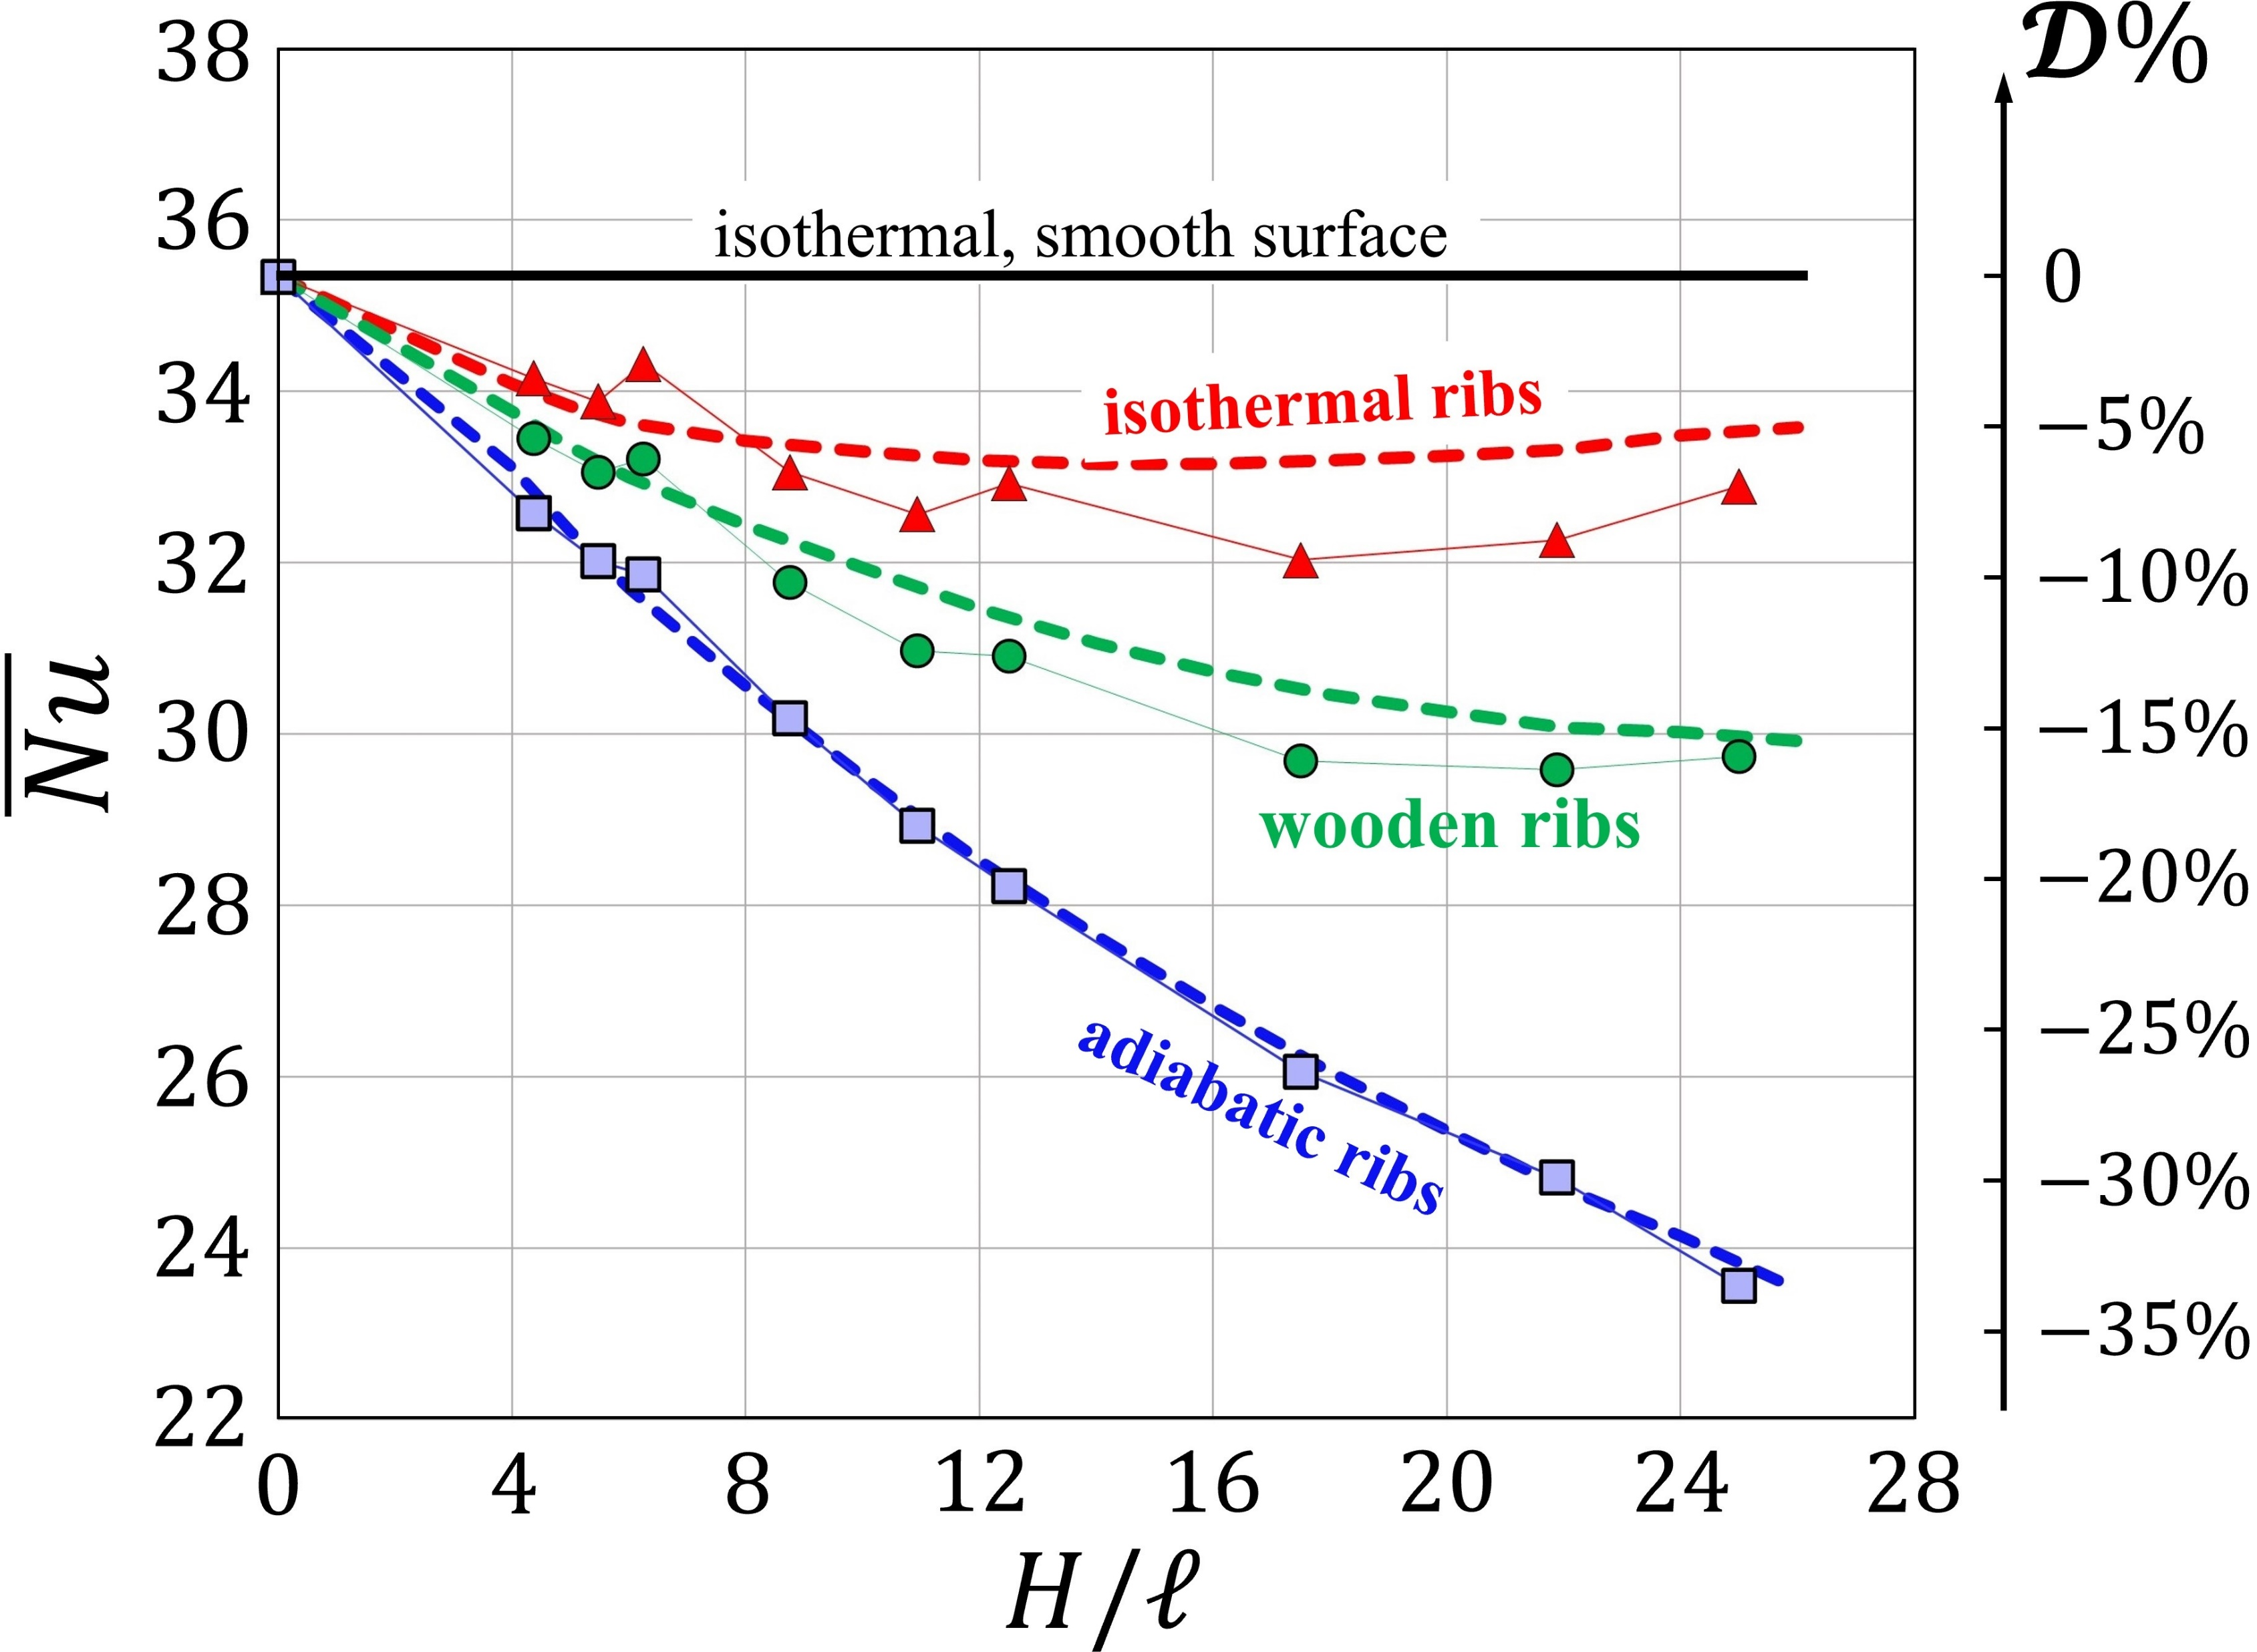 𝓓%
38
36
34
32
30
28
26
24
22
N̅u̅
isothermal, smooth surface
isothermal ribs
wooden ribs
adiabatic ribs
0
−5%
−10%
−15%
−20%
−25%
−30%
−35%
0 4 8 12 16 20 24 28
H/ℓ